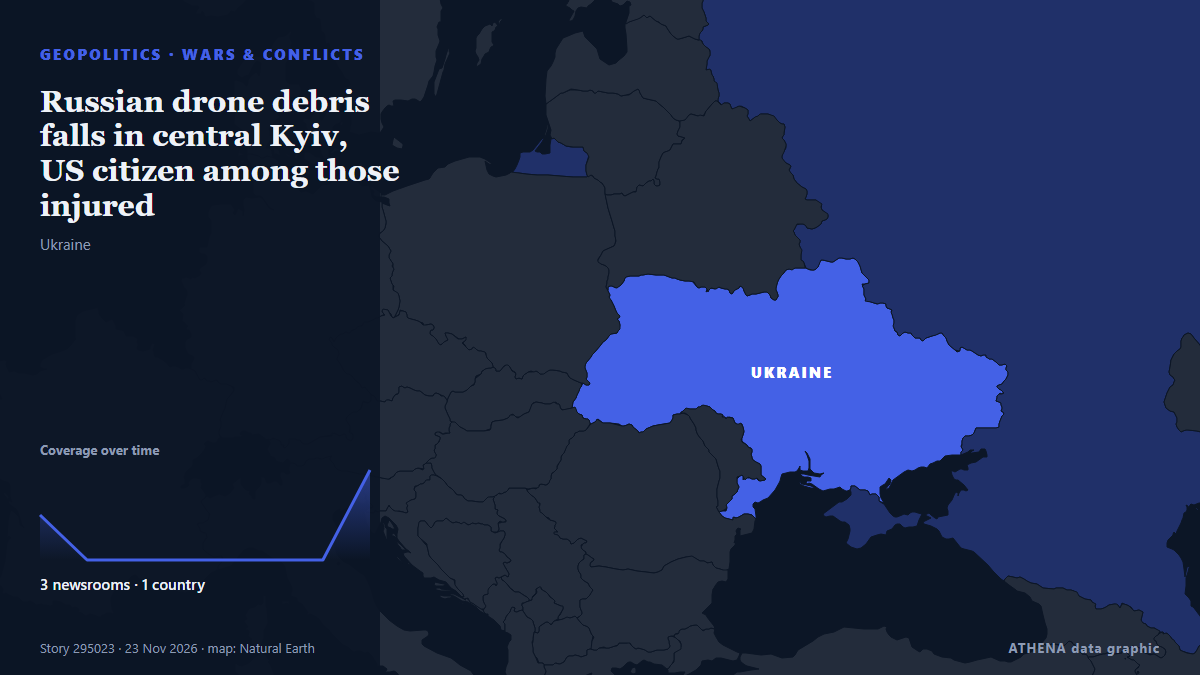 GEOPOLITICS · WARS & CONFLICTS
Russian drone debris
falls in central Kyiv,
US citizen among those
injured
Ukraine
UKRAINE
Coverage over time
3 newsrooms · 1 country
Story 295023 · 23 Nov 2026 · map: Natural Earth
ATHENA data graphic